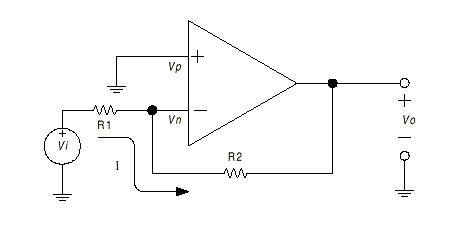 +
Vp
−
Vn
R1
+
Vi
I
R2
+
Vo
−